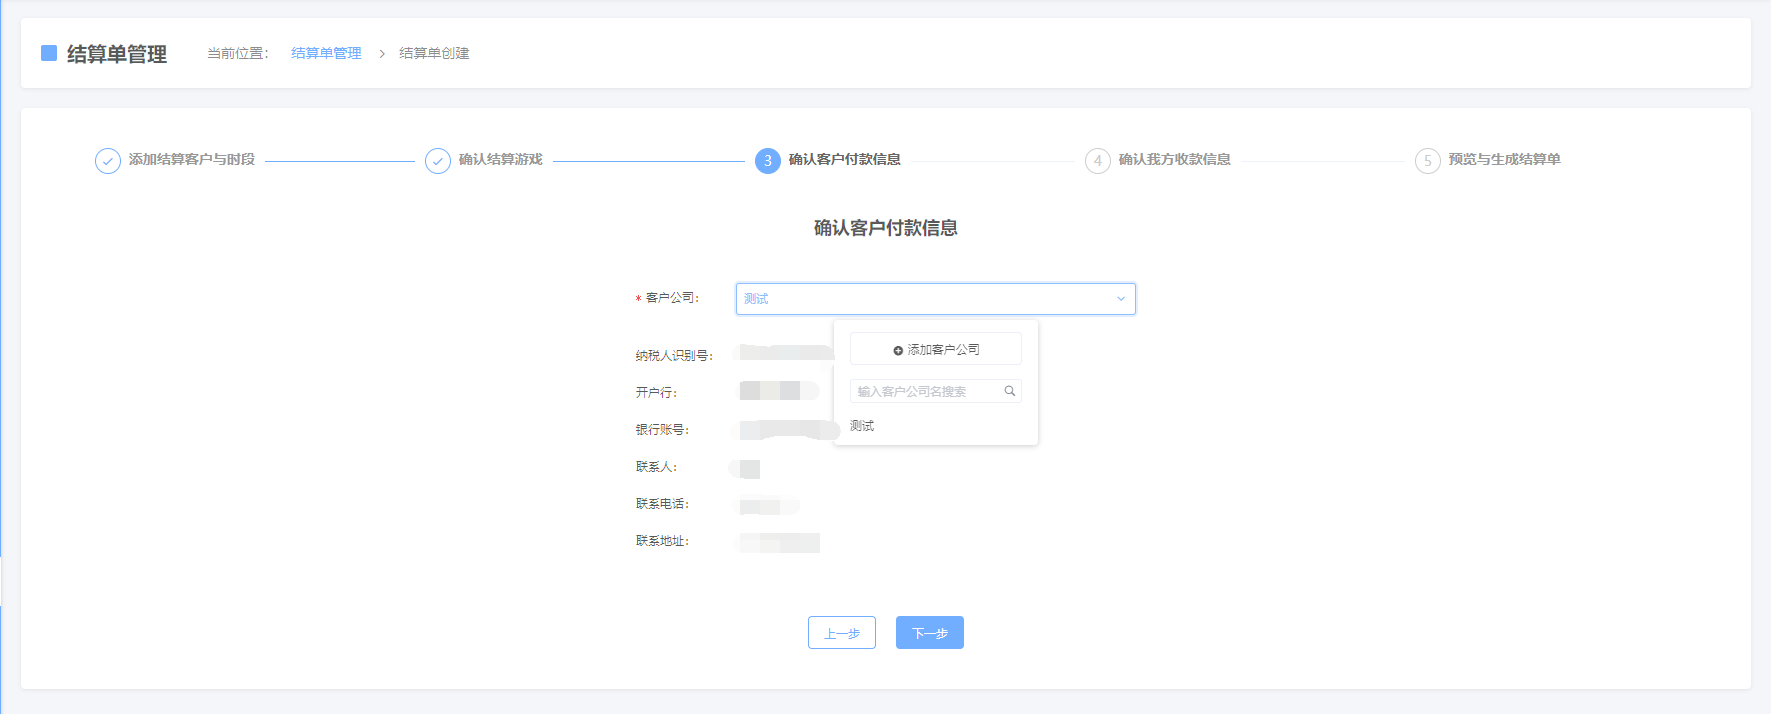 结算单管理 当前位置： 结算单管理 > 结算单创建
添加结算客户与时段 确认结算游戏 3 确认客户付款信息 4 确认我方收款信息 5 预览与生成结算单
确认客户付款信息
* 客户公司： 测试
添加客户公司
输入客户公司名搜索
测试
纳税人识别号：
开户行：
银行账号：
联系人：
联系电话：
联系地址：
上一步 下一步